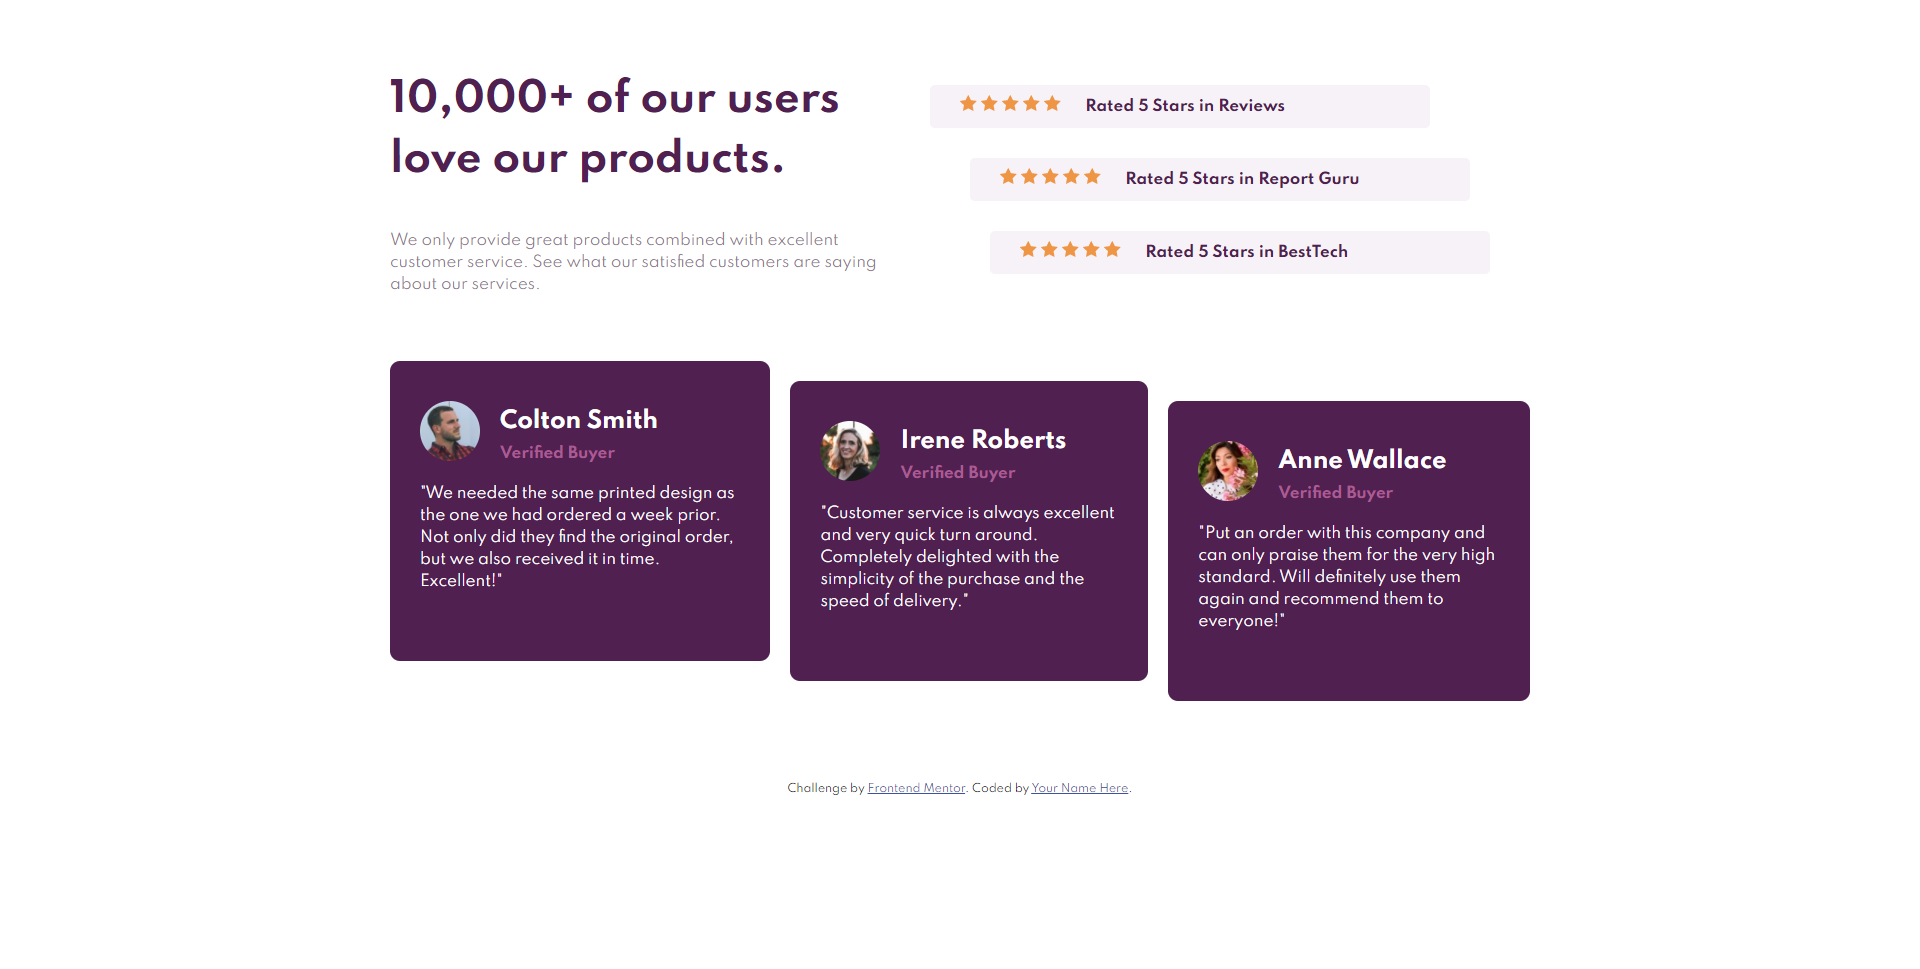 10,000+ of our users
love our products.
We only provide great products combined with excellent
customer service. See what our satisfied customers are saying
about our services.
Rated 5 Stars in Reviews
Rated 5 Stars in Report Guru
Rated 5 Stars in BestTech
Colton Smith
Verified Buyer
"We needed the same printed design as
the one we had ordered a week prior.
Not only did they find the original order,
but we also received it in time.
Excellent!"
Irene Roberts
Verified Buyer
"Customer service is always excellent
and very quick turn around.
Completely delighted with the
simplicity of the purchase and the
speed of delivery."
Anne Wallace
Verified Buyer
"Put an order with this company and
can only praise them for the very high
standard. Will definitely use them
again and recommend them to
everyone!"
Challenge by Frontend Mentor. Coded by Your Name Here.